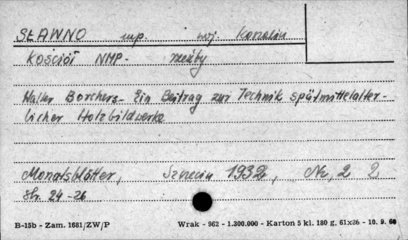 SŁAWNO mp. woj. Koszalin
KOŚCIÓŁ NMP. rzeźby
Walter Borchers - Ein Beitrag zur Technik spätmittelalter-
licher Holzbildwerke
Monatsblätter, Szczecin 1932, Nr. 2
Str. 24-26
B-15b - Zam. 1681/ZW/P Wrak - 962 - 1.300.000 - Karton 5 kl. 180 g. 61x86 - 10. 9. 60